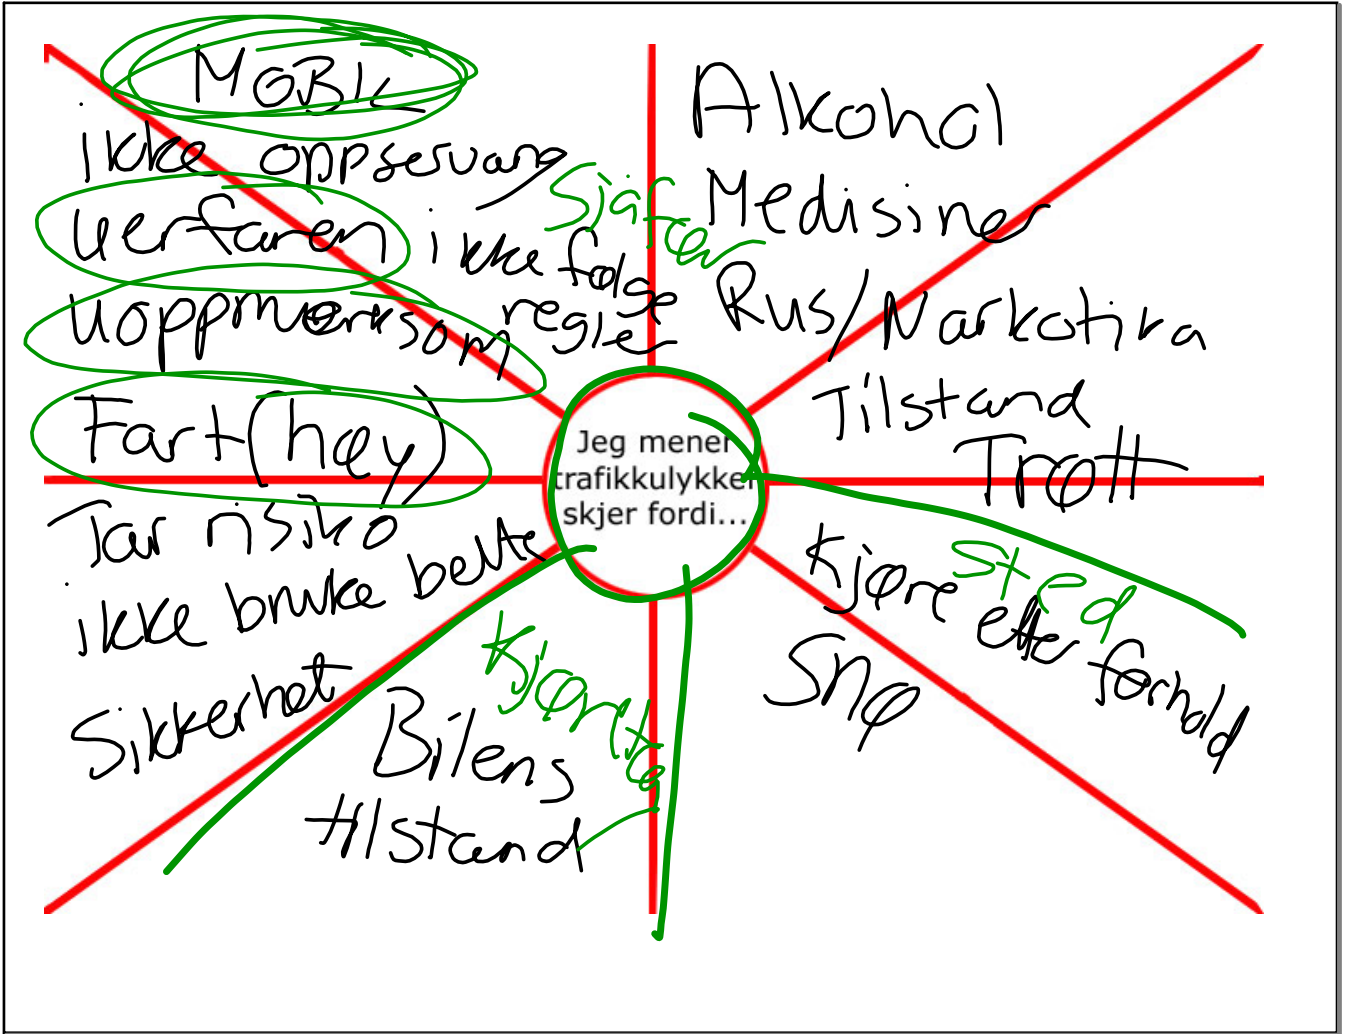 MOBIL
ikke oppservang
uerfaren
ikke følge
regler
uoppmerksom
Fart (høy)
Tar risiko
ikke bruke belte
Sikkerhet
Sjåfør
Alkohol
Medisiner
Rus/Narkotika
Tilstand
Trøtt
Jeg mener
trafikkulykker
skjer fordi...
Sted
Kjøre etter forhold
Snø
Kjøretø
Bilens
tilstand